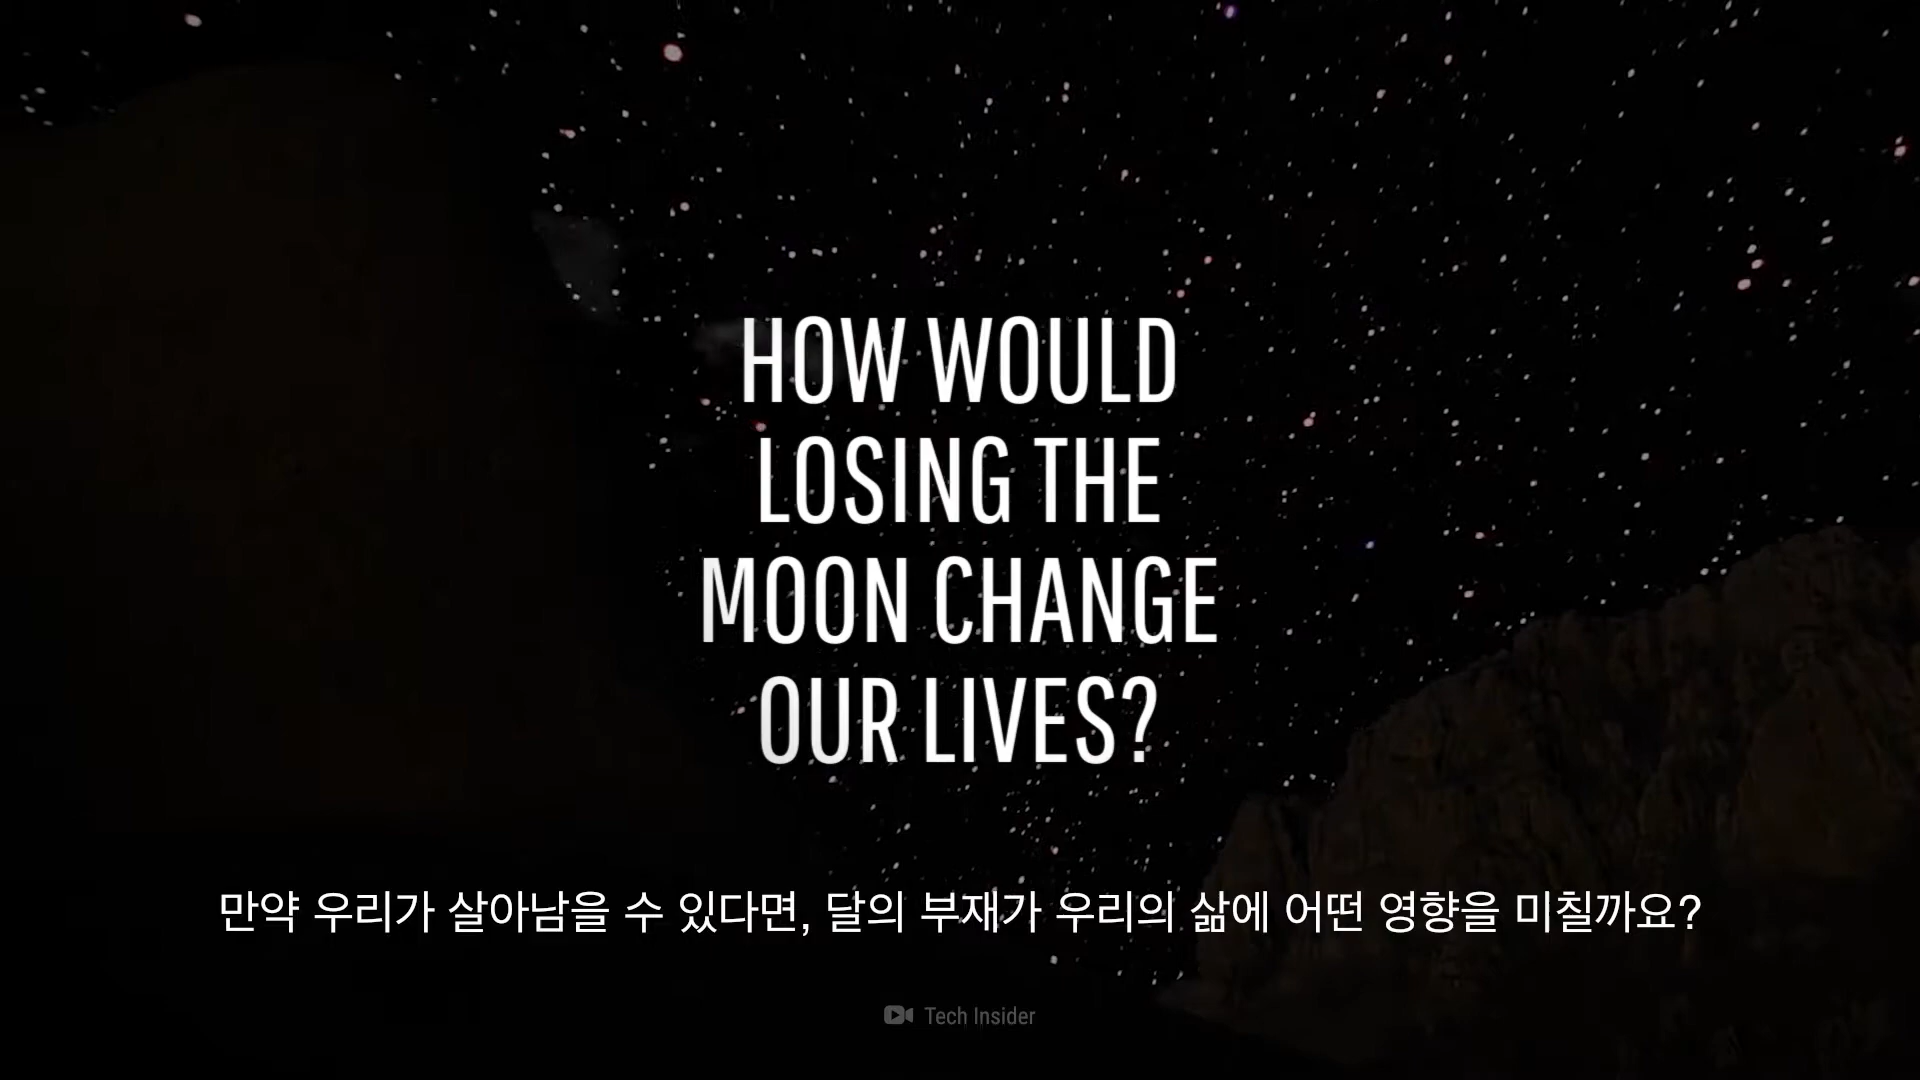 HOW WOULD
LOSING THE
MOON CHANGE
OUR LIVES?
만약 우리가 살아남을 수 있다면, 달의 부재가 우리의 삶에 어떤 영향을 미칠까요?
Tech Insider